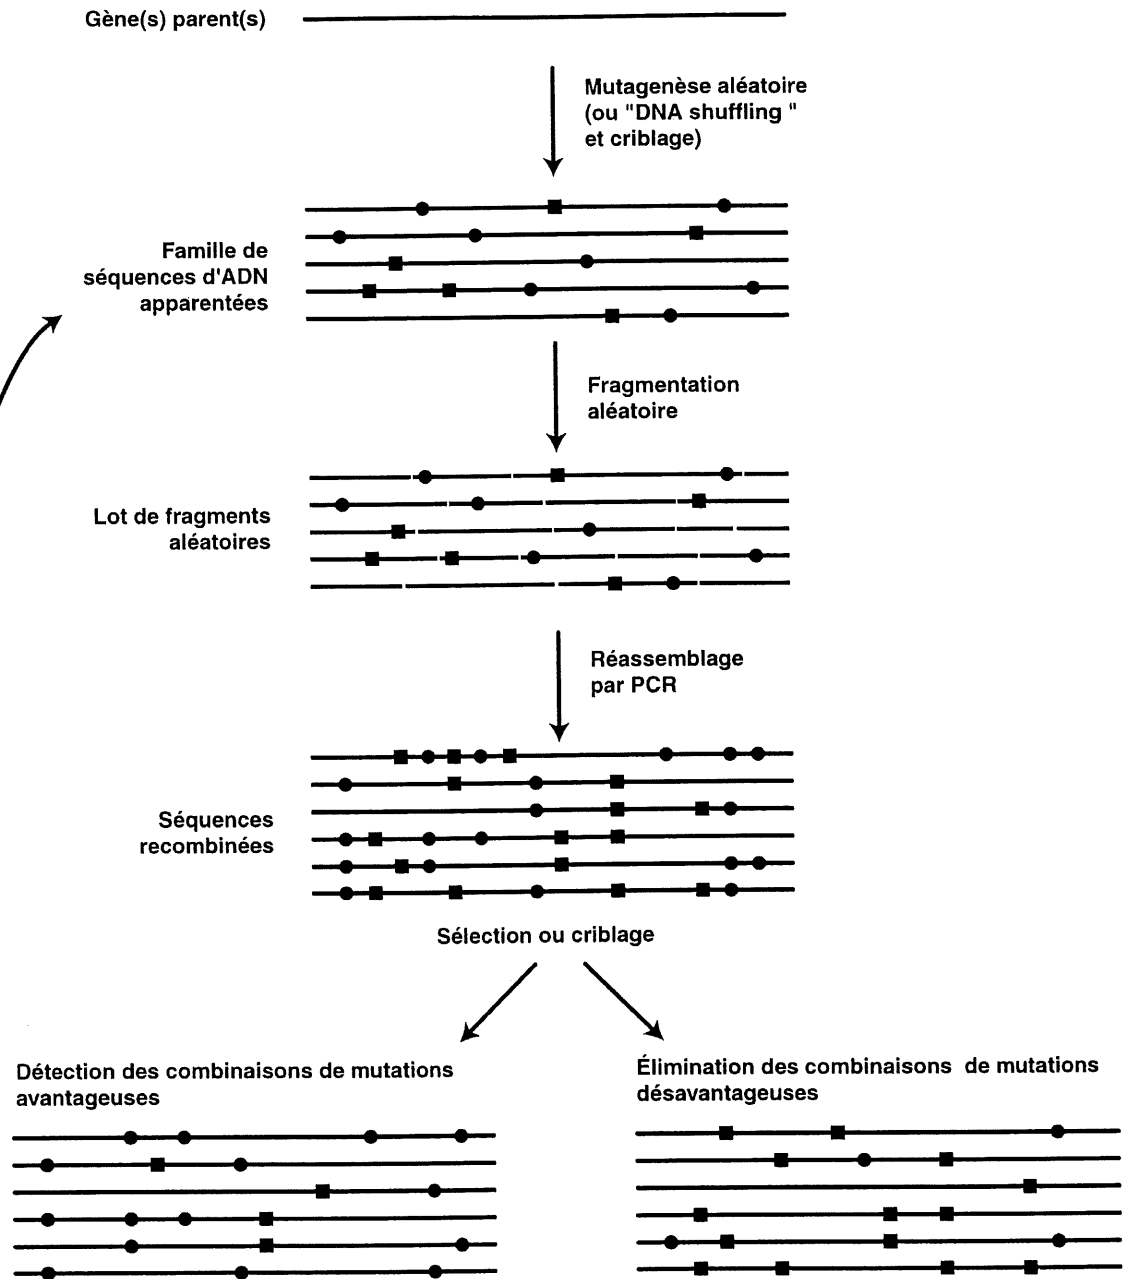 Gène(s) parent(s)
Mutagenèse aléatoire
(ou "DNA shuffling "
et criblage)
Famille de
séquences d'ADN
apparentées
Fragmentation
aléatoire
Lot de fragments
aléatoires
Réassemblage
par PCR
Séquences
recombinées
Sélection ou criblage
Détection des combinaisons de mutations
avantageuses
Élimination des combinaisons  de mutations
désavantageuses